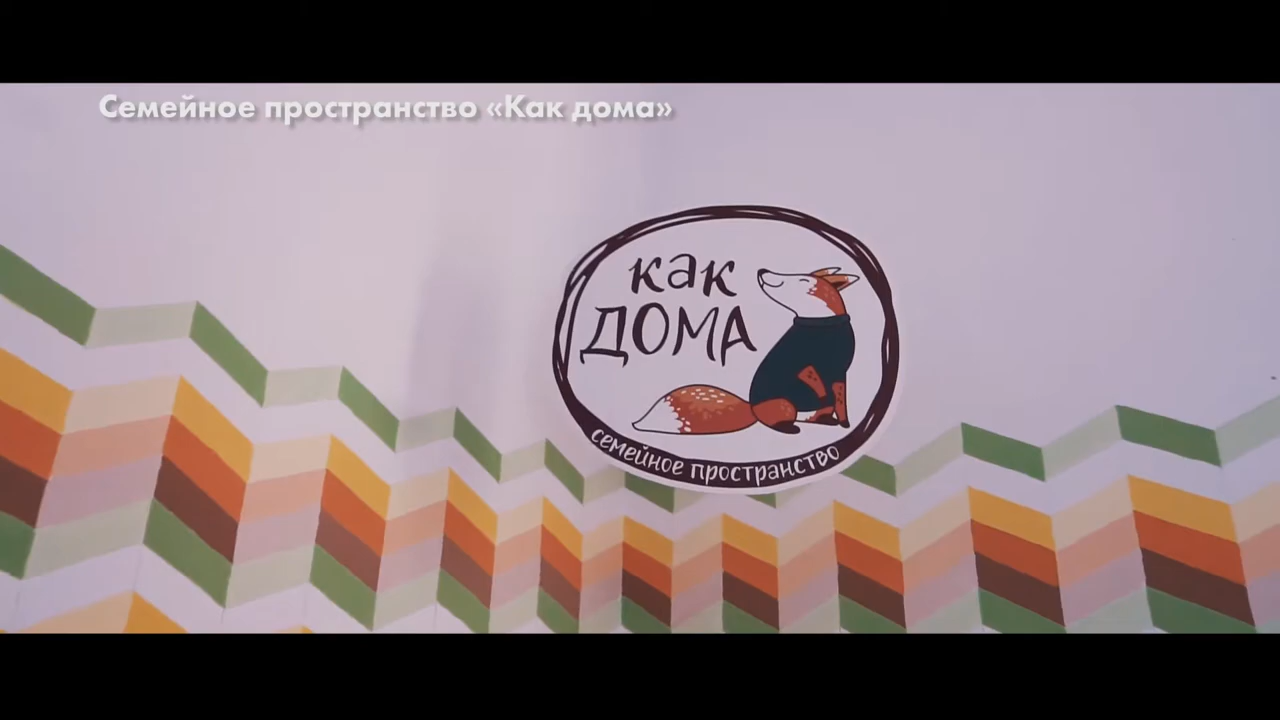 Семейное пространство «Как дома»
как
ДОМА
семейное пространство